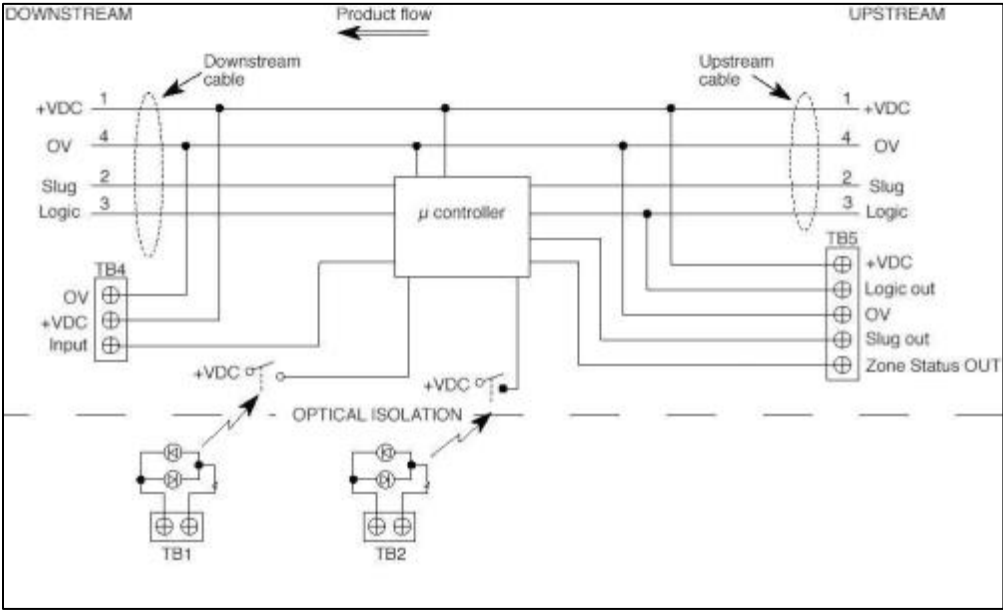 DOWNSTREAM Product flow UPSTREAM
Downstream cable
Upstream cable
+VDC 1 1 +VDC
OV 4 4 OV
Slug 2 2 Slug
Logic 3 3 Logic
µ controller
TB4
TB5
OV
+VDC
Input
+VDC
Logic out
OV
Slug out
Zone Status OUT
+VDC
+VDC
OPTICAL ISOLATION
TB1
TB2